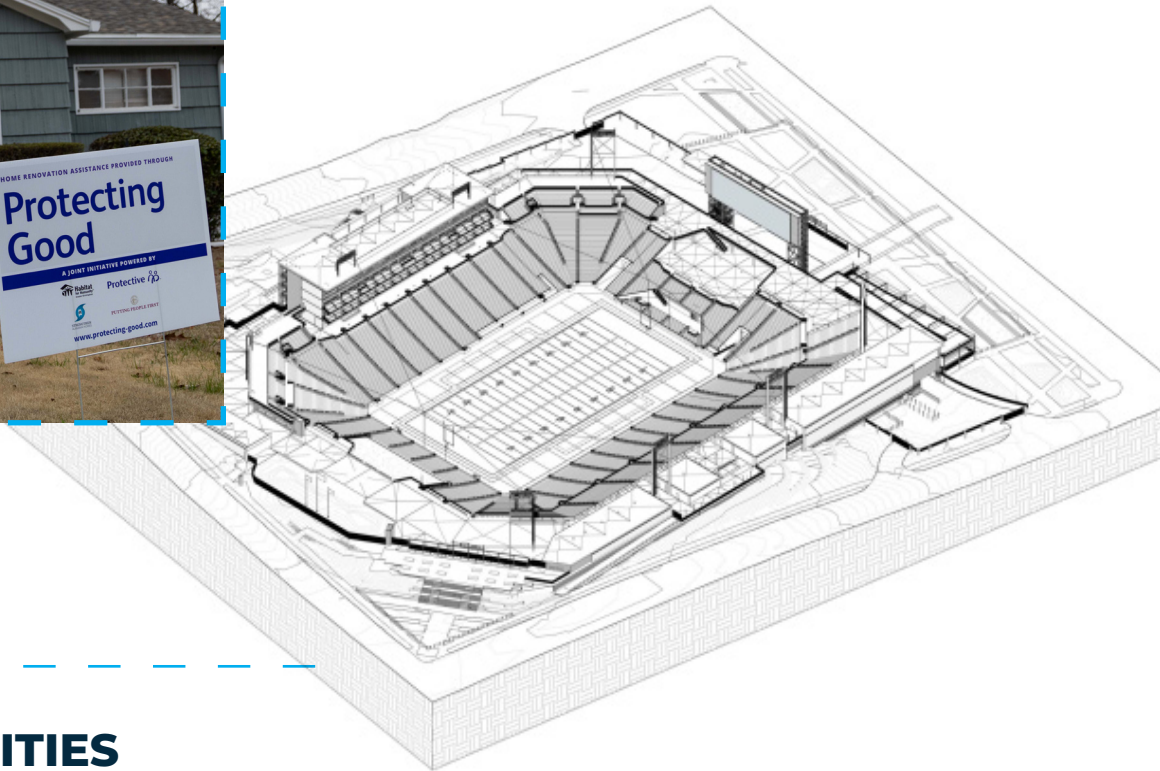 HOME RENOVATION ASSISTANCE PROVIDED THROUGH
Protecting
Good
A JOINT INITIATIVE POWERED BY
Habitat
Protective
PUTTING PEOPLE FIRST
www.protecting-good.com
ITIES